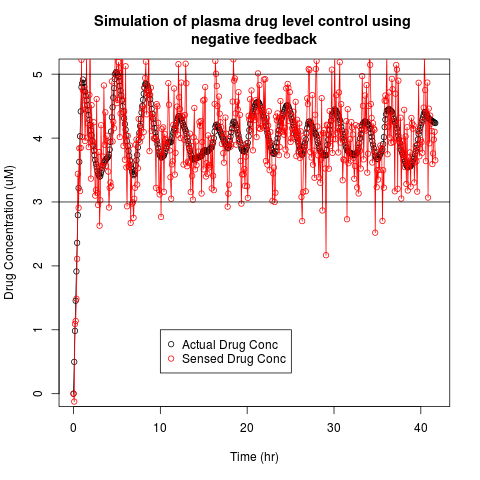 Simulation of plasma drug level control using
negative feedback
Drug Concentration (uM)
5
4
3
2
1
0
Actual Drug Conc
Sensed Drug Conc
0 10 20 30 40
Time (hr)